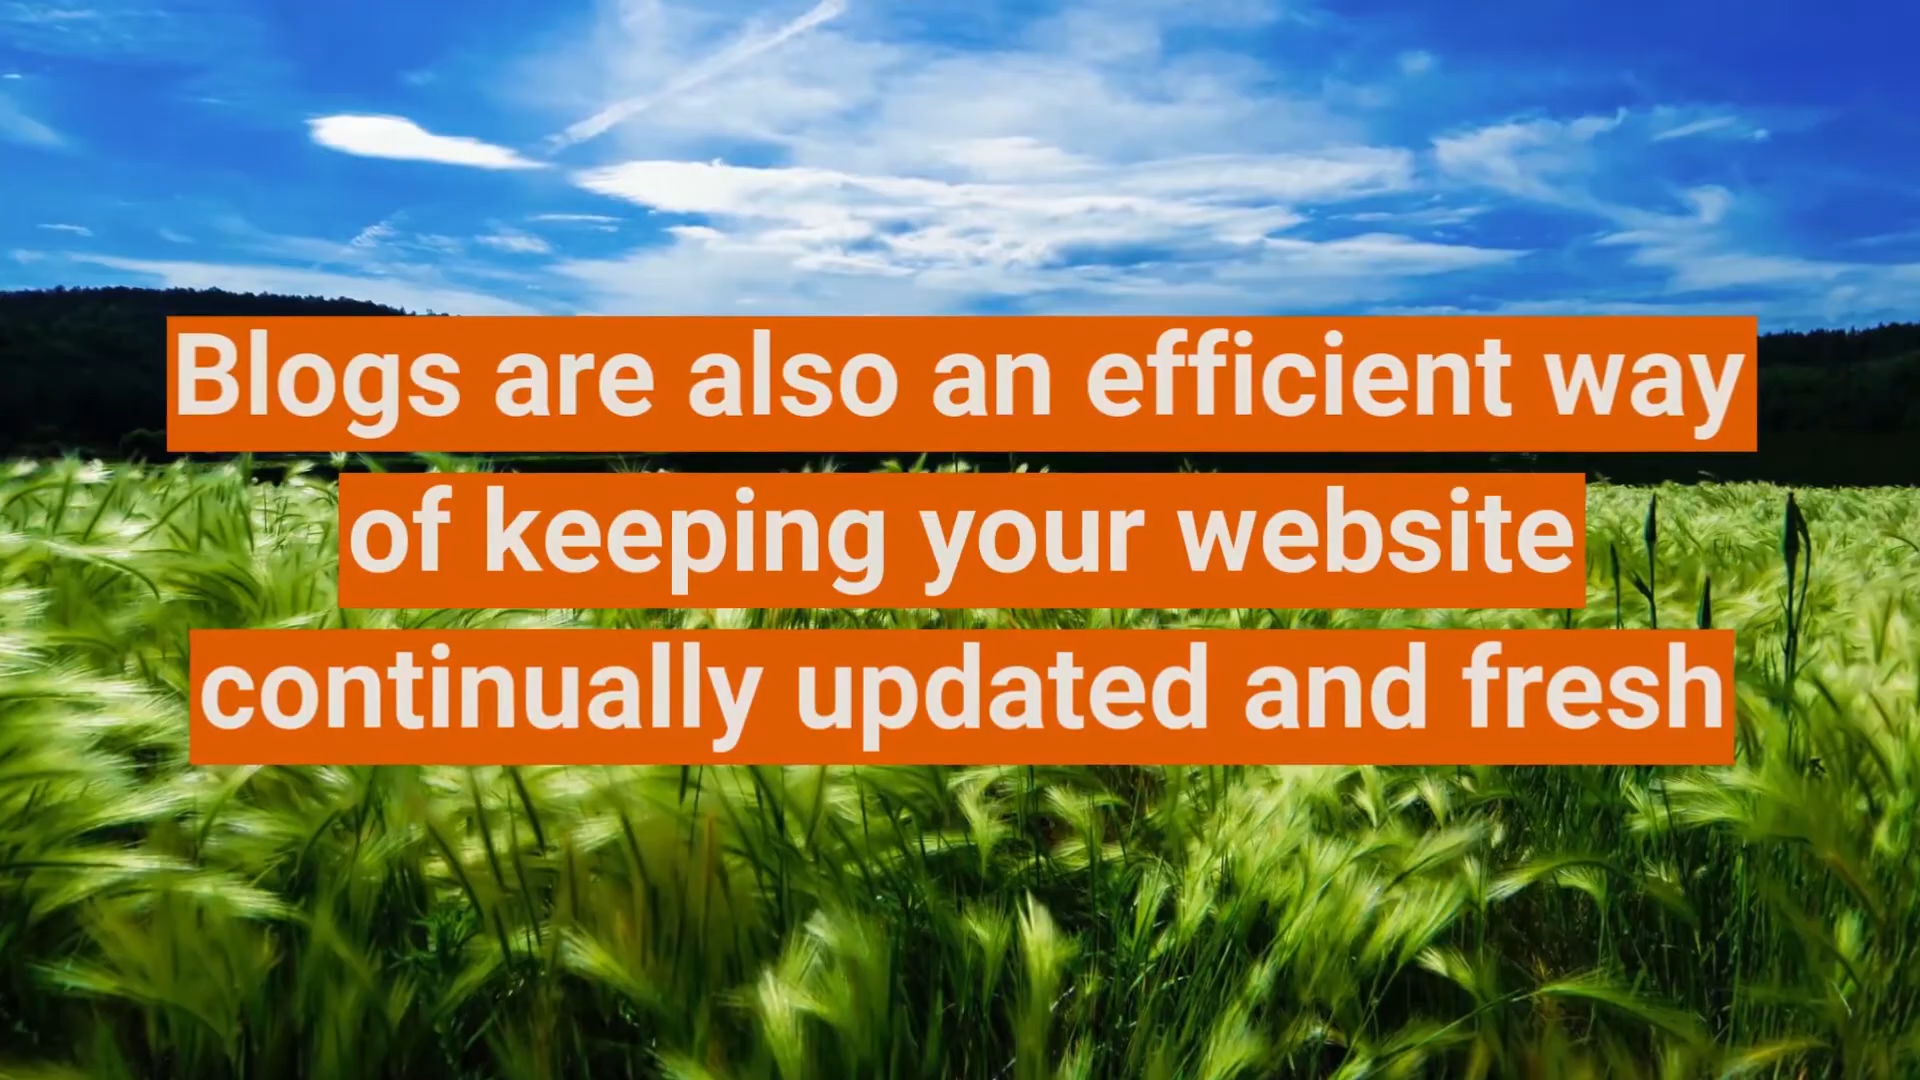 Blogs are also an efficient way
of keeping your website
continually updated and fresh